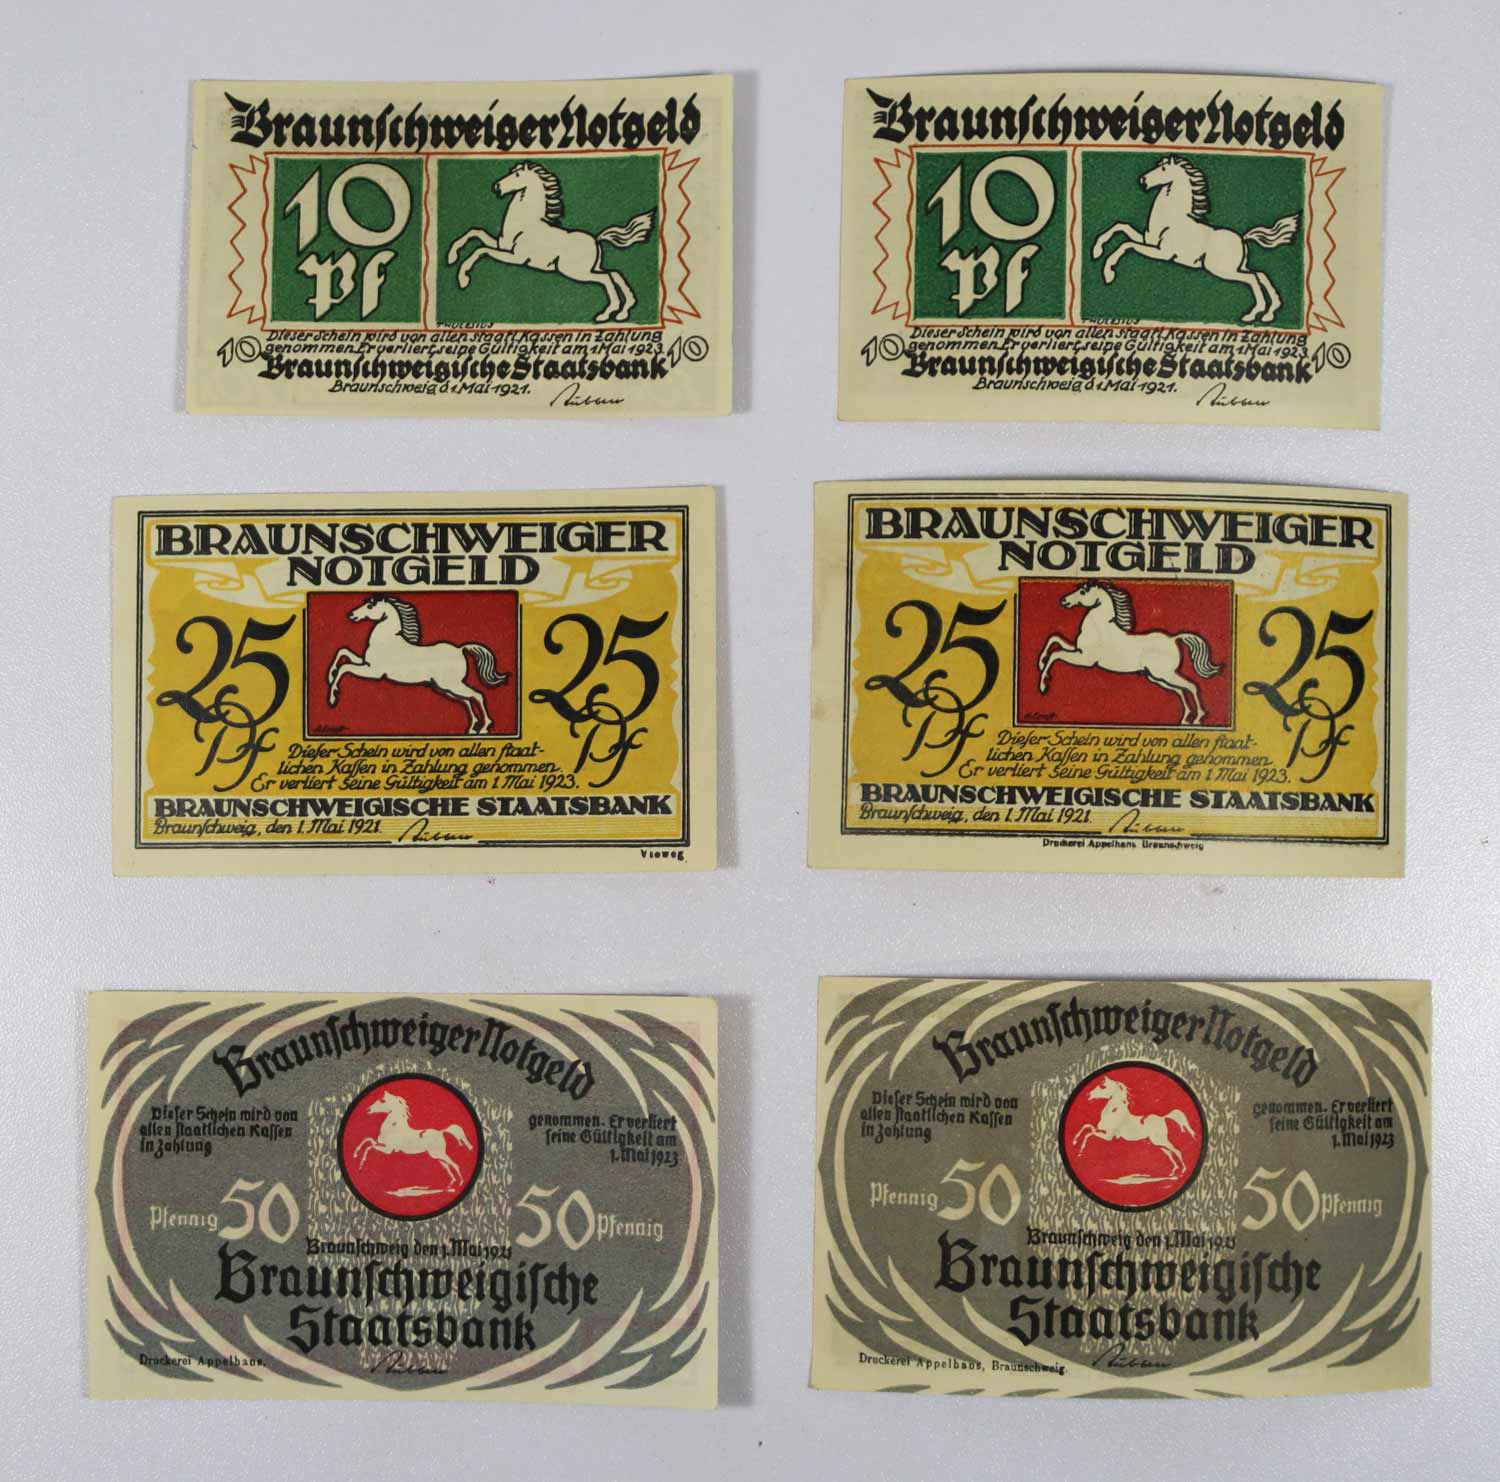 Braunschweiger Notgeld
10
Pf
Dieser Schein wird von allen staatl. Kassen in Zahlung
genommen. Er verliert seine Gültigkeit am 1 Mai 1923.
10 10
Braunschweigische Staatsbank
Braunschweig d. 1. Mai 1921.
Braunschweiger Notgeld
10
Pf
Dieser Schein wird von allen staatl. Kassen in Zahlung
genommen. Er verliert seine Gültigkeit am 1 Mai 1923.
10 10
Braunschweigische Staatsbank
Braunschweig d. 1. Mai 1921.
BRAUNSCHWEIGER
NOTGELD
25 25
Pf Pf
Dieser Schein wird von allen staat-
lichen Kassen in Zahlung genommen.
Er verliert seine Gültigkeit am 1. Mai 1923.
BRAUNSCHWEIGISCHE STAATSBANK
Braunschweig, den 1. Mai 1921.
Vieweg
BRAUNSCHWEIGER
NOTGELD
25 25
Pf Pf
Dieser Schein wird von allen staat-
lichen Kassen in Zahlung genommen.
Er verliert seine Gültigkeit am 1. Mai 1923.
BRAUNSCHWEIGISCHE STAATSBANK
Braunschweig, den 1. Mai 1921.
Druckerei Appelhans Braunschweig
Braunschweiger Notgeld
Dieser Schein wird von
allen staatlichen Kassen
in Zahlung
genommen. Er verliert
seine Gültigkeit am
1. Mai 1923
Pfennig 50 50 Pfennig
Braunschweig den 1. Mai 1921
Braunschweigische
Staatsbank
Druckerei Appelhans.
Braunschweiger Notgeld
Dieser Schein wird von
allen staatlichen Kassen
in Zahlung
genommen. Er verliert
seine Gültigkeit am
1. Mai 1923
Pfennig 50 50 Pfennig
Braunschweig den 1. Mai 1921
Braunschweigische
Staatsbank
Druckerei Appelhans, Braunschweig.